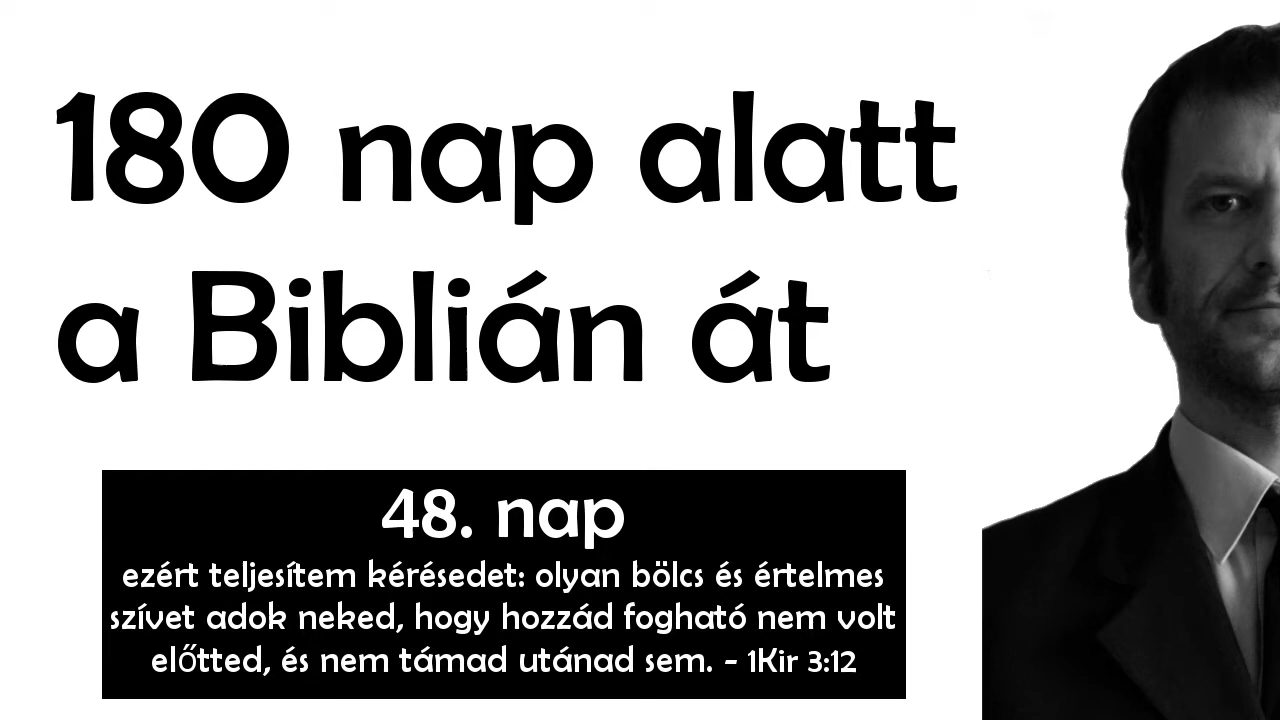 180 nap alatt
a Biblián át
48. nap
ezért teljesítem kérésedet: olyan bölcs és értelmes
szívet adok neked, hogy hozzád fogható nem volt
előtted, és nem támad utánad sem. - 1Kir 3:12